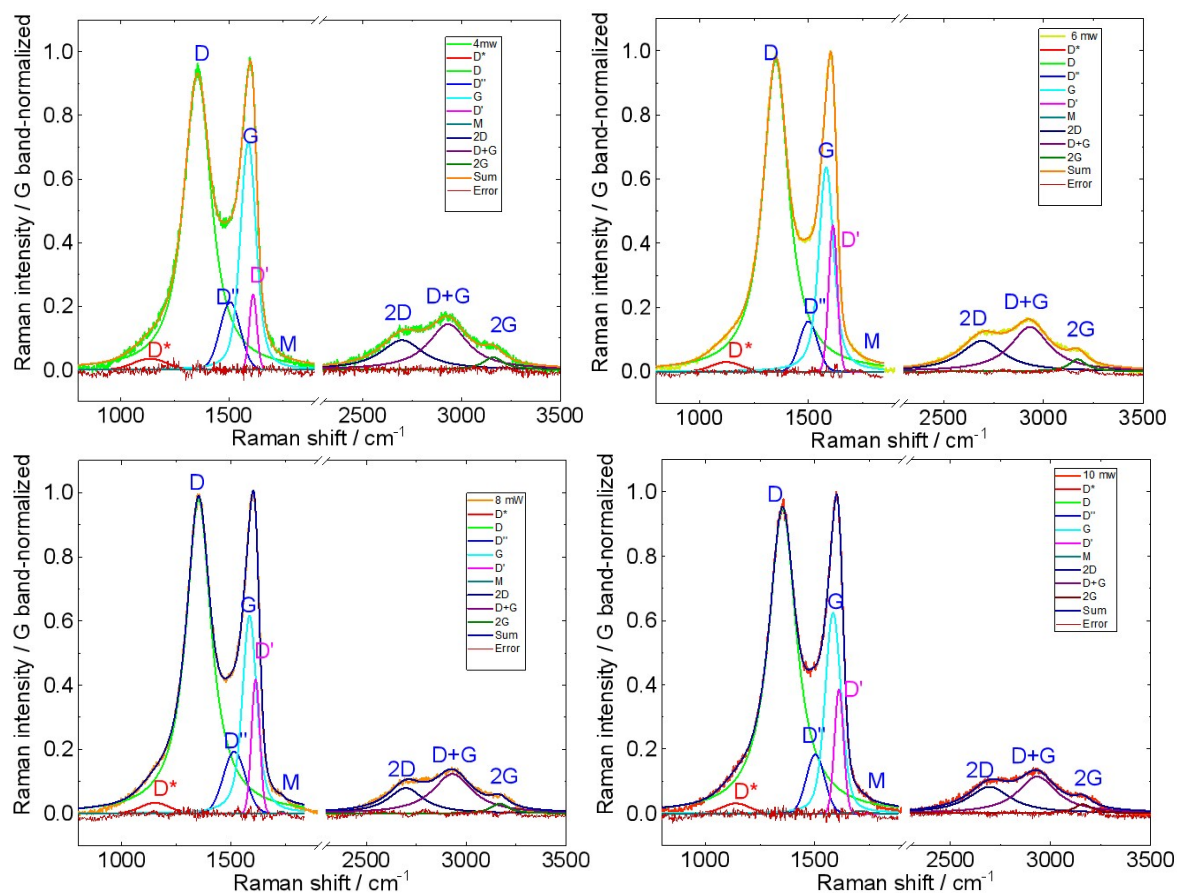 Raman intensity / G band-normalized
1.0
0.8
0.6
0.4
0.2
0.0
D
G
D"
D'
D*
M
2D
D+G
2G
4mw
D*
D
D"
G
D'
M
2D
D+G
2G
Sum
Error
1000 1500 2500 3000 3500
Raman shift / cm-1
Raman intensity / G band-normalized
1.0
0.8
0.6
0.4
0.2
0.0
D
G
D'
D"
D*
M
2D
D+G
2G
6 mw
D*
D
D"
G
D'
M
2D
D+G
2G
Sum
Error
1000 1500 2500 3000 3500
Raman shift / cm-1
Raman intensity / G band-normalized
1.0
0.8
0.6
0.4
0.2
0.0
D
G
D'
D"
D*
M
2D
D+G
2G
8 mW
D*
D
D"
G
D'
M
2D
D+G
2G
Sum
Error
1000 1500 2500 3000 3500
Raman shift / cm-1
Raman intensity / G band-normalized
1.0
0.8
0.6
0.4
0.2
0.0
D
G
D'
D"
D*
M
2D
D+G
2G
10 mw
D*
D
D"
G
D'
M
2D
D+G
2G
Sum
Error
1000 1500 2500 3000 3500
Raman shift / cm-1